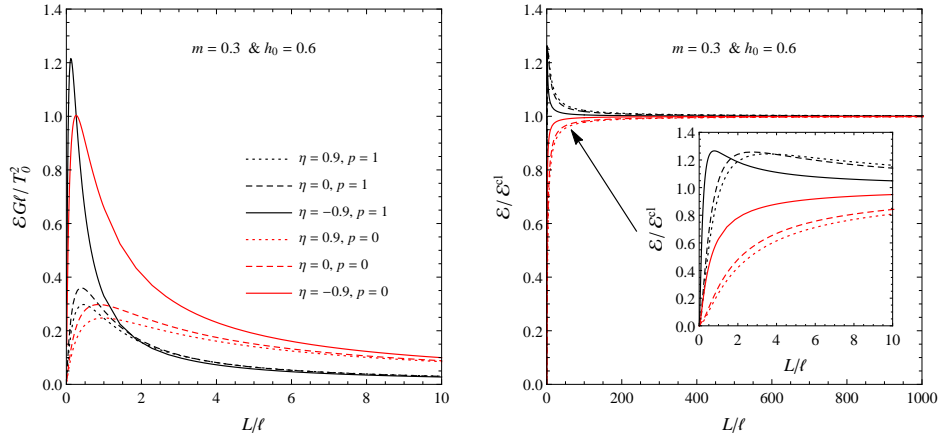 m = 0.3 & h₀ = 0.6
ℰGℓ/T₀²
1.4
1.2
1.0
0.8
0.6
0.4
0.2
0.0
η = 0.9, p = 1
η = 0, p = 1
η = −0.9, p = 1
η = 0.9, p = 0
η = 0, p = 0
η = −0.9, p = 0
0 2 4 6 8 10
L/ℓ
m = 0.3 & h₀ = 0.6
ℰ/ℰᶜˡ
1.4
1.2
1.0
0.8
0.6
0.4
0.2
0.0
0 200 400 600 800 1000
L/ℓ
ℰ/ℰᶜˡ
1.4
1.2
1.0
0.8
0.6
0.4
0.2
0.0
0 2 4 6 8 10
L/ℓ